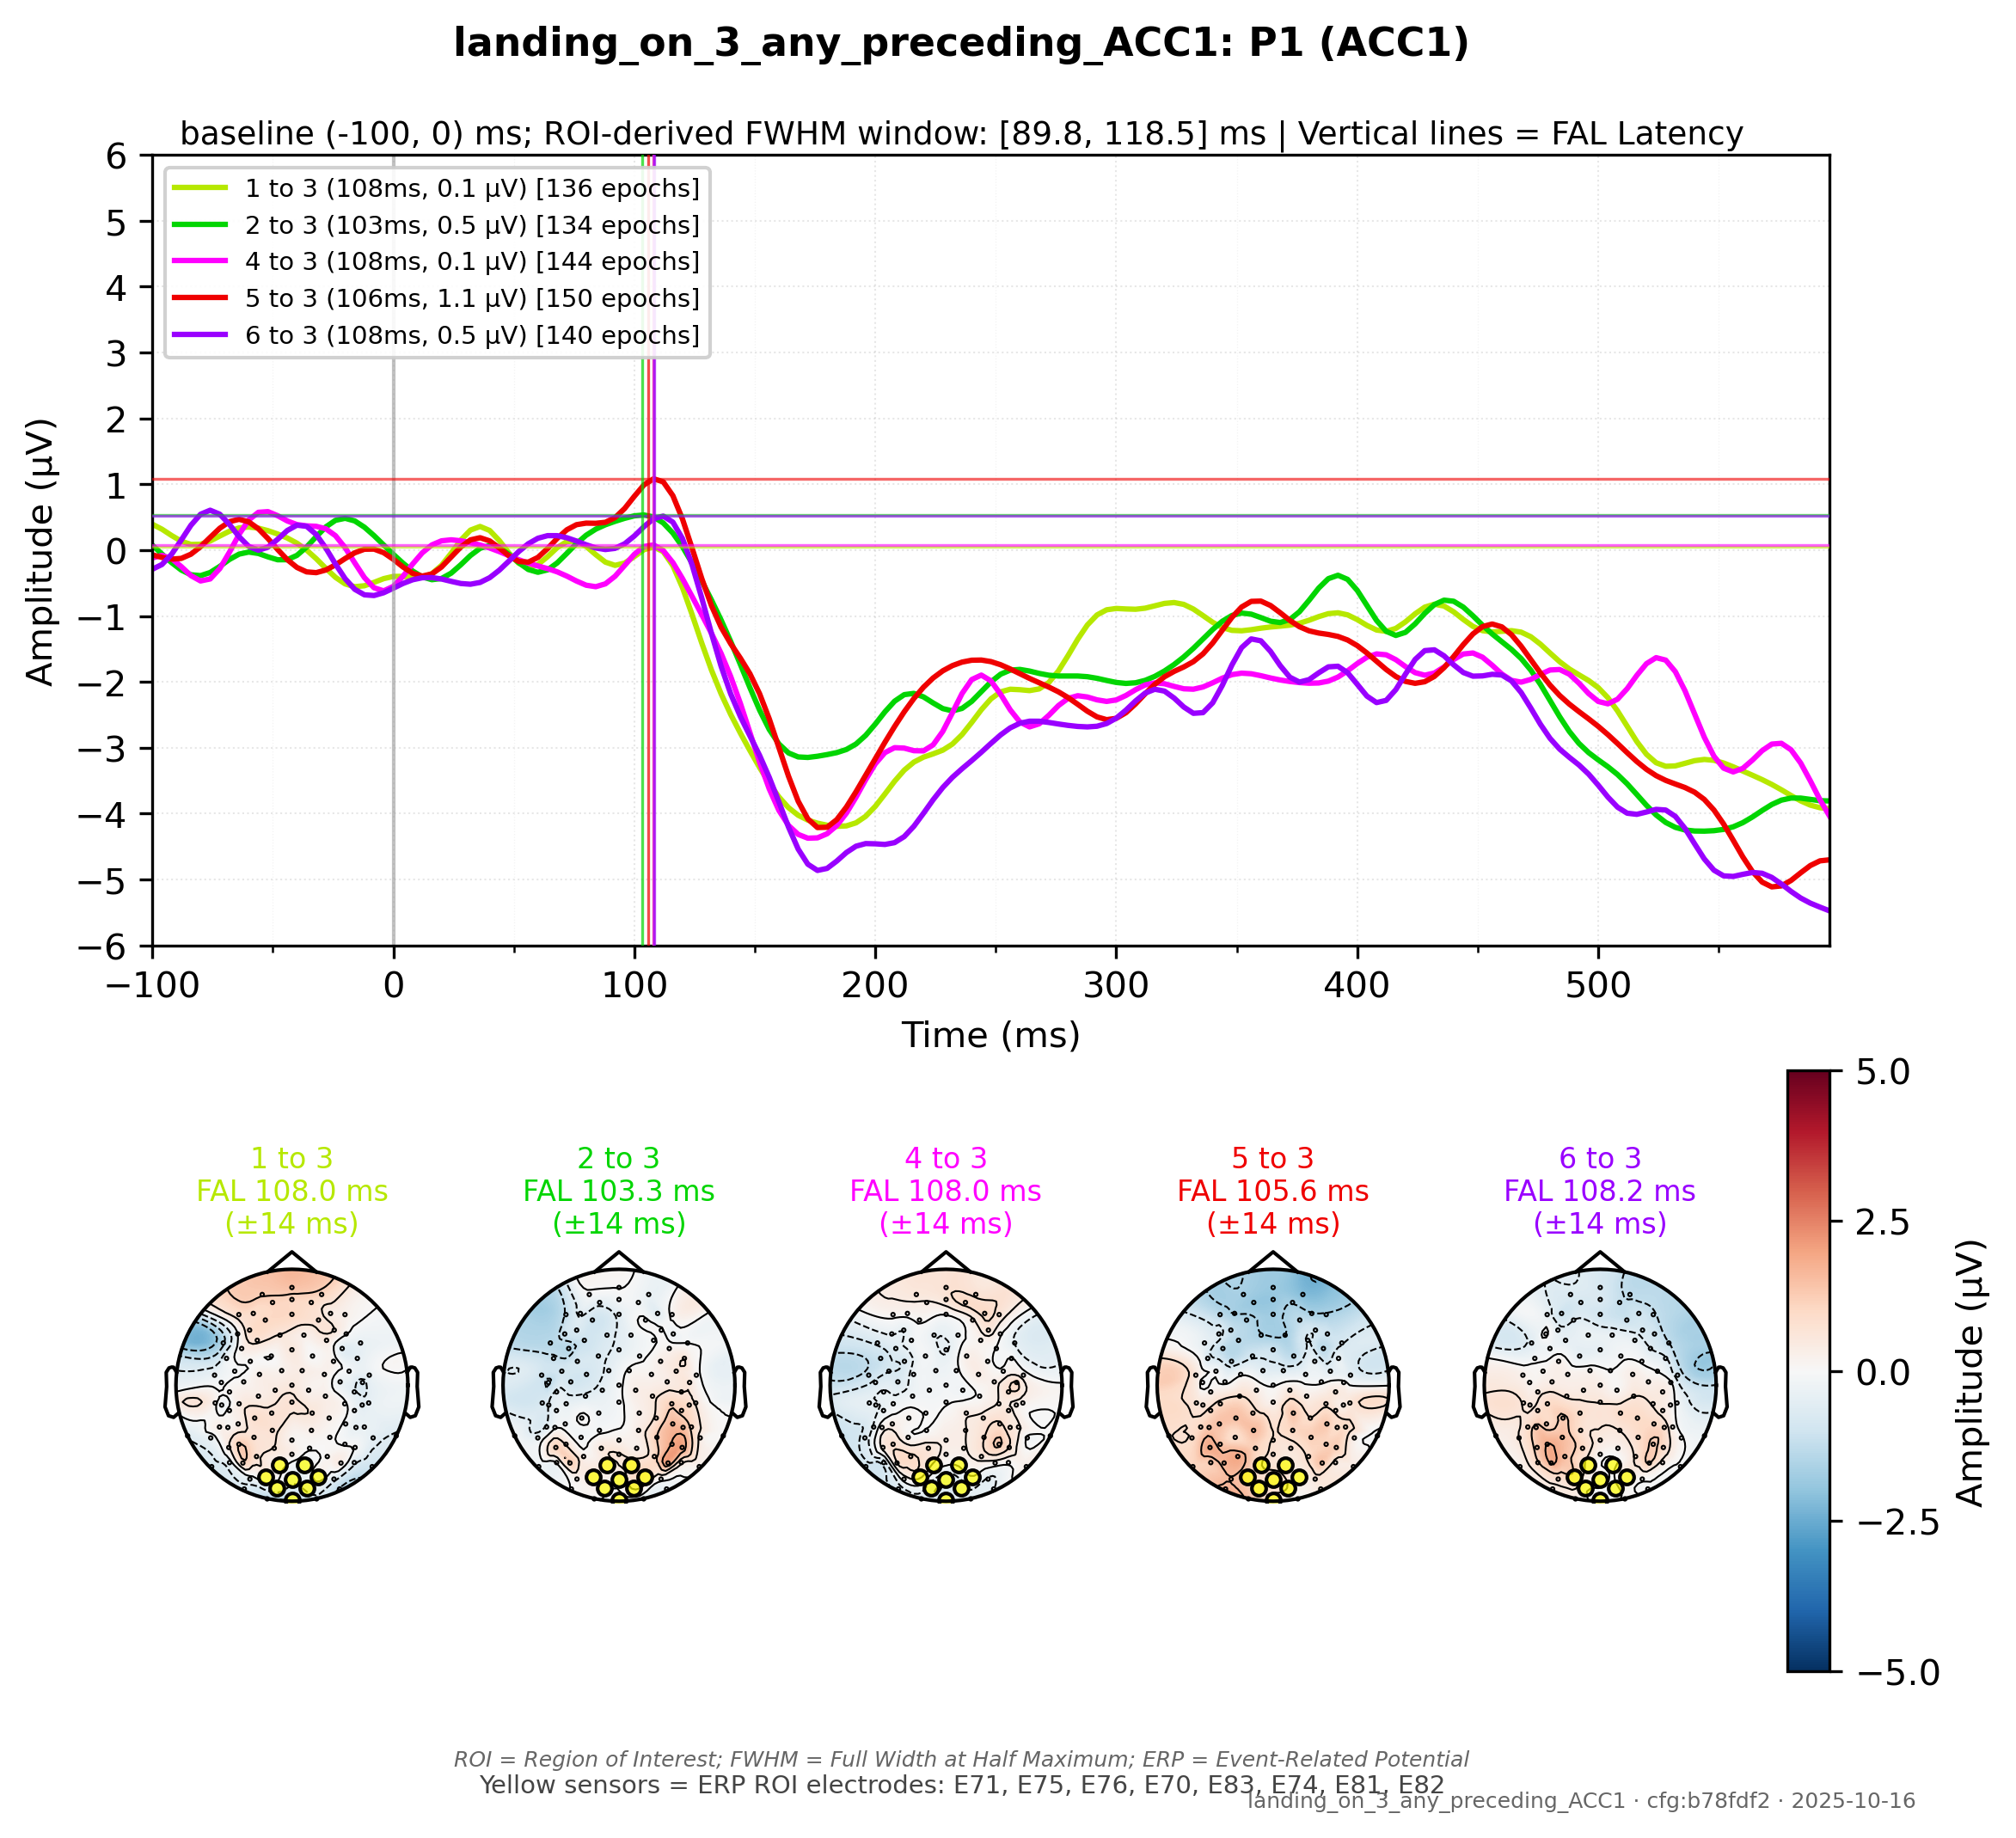 landing_on_3_any_preceding_ACC1: P1 (ACC1)
baseline (-100, 0) ms; ROI-derived FWHM window: [89.8, 118.5] ms | Vertical lines = FAL Latency
1 to 3 (108ms, 0.1 µV) [136 epochs]
2 to 3 (103ms, 0.5 µV) [134 epochs]
4 to 3 (108ms, 0.1 µV) [144 epochs]
5 to 3 (106ms, 1.1 µV) [150 epochs]
6 to 3 (108ms, 0.5 µV) [140 epochs]
6
5
4
3
2
1
0
−1
−2
−3
−4
−5
−6
Amplitude (µV)
−100 0 100 200 300 400 500
Time (ms)
1 to 3
FAL 108.0 ms
(±14 ms)
2 to 3
FAL 103.3 ms
(±14 ms)
4 to 3
FAL 108.0 ms
(±14 ms)
5 to 3
FAL 105.6 ms
(±14 ms)
6 to 3
FAL 108.2 ms
(±14 ms)
5.0
2.5
0.0
−2.5
−5.0
Amplitude (µV)
ROI = Region of Interest; FWHM = Full Width at Half Maximum; ERP = Event-Related Potential
Yellow sensors = ERP ROI electrodes: E71, E75, E76, E70, E83, E74, E81, E82
landing_on_3_any_preceding_ACC1 · cfg:b78fdf2 · 2025-10-16